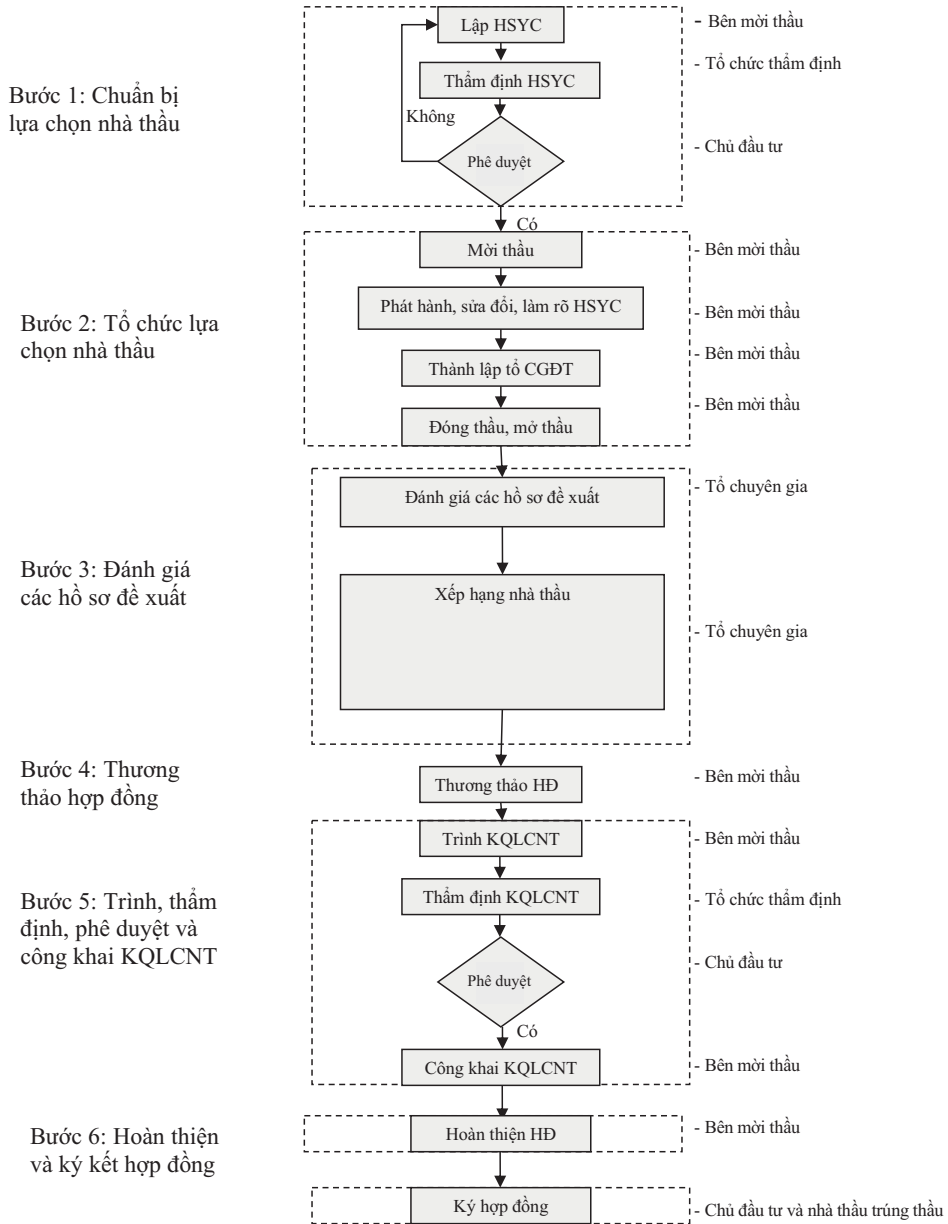 Lập HSYC
- Bên mời thầu
Bước 1: Chuẩn bị
lựa chọn nhà thầu
Thẩm định HSYC
- Tổ chức thẩm định
Không
Phê duyệt
- Chủ đầu tư
Có
Mời thầu
- Bên mời thầu
Bước 2: Tổ chức lựa
chọn nhà thầu
Phát hành, sửa đổi, làm rõ HSYC
- Bên mời thầu
Thành lập tổ CGĐT
- Bên mời thầu
Đóng thầu, mở thầu
- Bên mời thầu
Bước 3: Đánh giá
các hồ sơ đề xuất
Đánh giá các hồ sơ đề xuất
- Tổ chuyên gia
Xếp hạng nhà thầu
- Tổ chuyên gia
Bước 4: Thương
thảo hợp đồng
Thương thảo HĐ
- Bên mời thầu
Bước 5: Trình, thẩm
định, phê duyệt và
công khai KQLCNT
Trình KQLCNT
- Bên mời thầu
Thẩm định KQLCNT
- Tổ chức thẩm định
Phê duyệt
- Chủ đầu tư
Có
Công khai KQLCNT
- Bên mời thầu
Bước 6: Hoàn thiện
và ký kết hợp đồng
Hoàn thiện HĐ
- Bên mời thầu
Ký hợp đồng
- Chủ đầu tư và nhà thầu trúng thầu